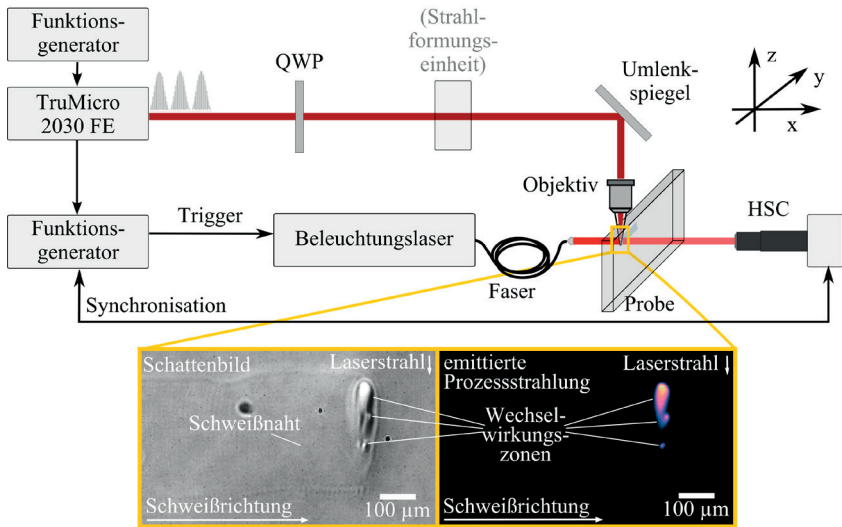 Funktions-
generator
TruMicro
2030 FE
QWP
(Strahl-
formungs-
einheit)
Umlenk-
spiegel
z
y
x
Objektiv
HSC
Funktions-
generator
Trigger
Beleuchtungslaser
Faser
Probe
Synchronisation
Schattenbild
Laserstrahl
Schweißnaht
Schweißrichtung
100 µm
emittierte
Prozessstrahlung
Laserstrahl
Wechsel-
wirkungs-
zonen
Schweißrichtung
100 µm